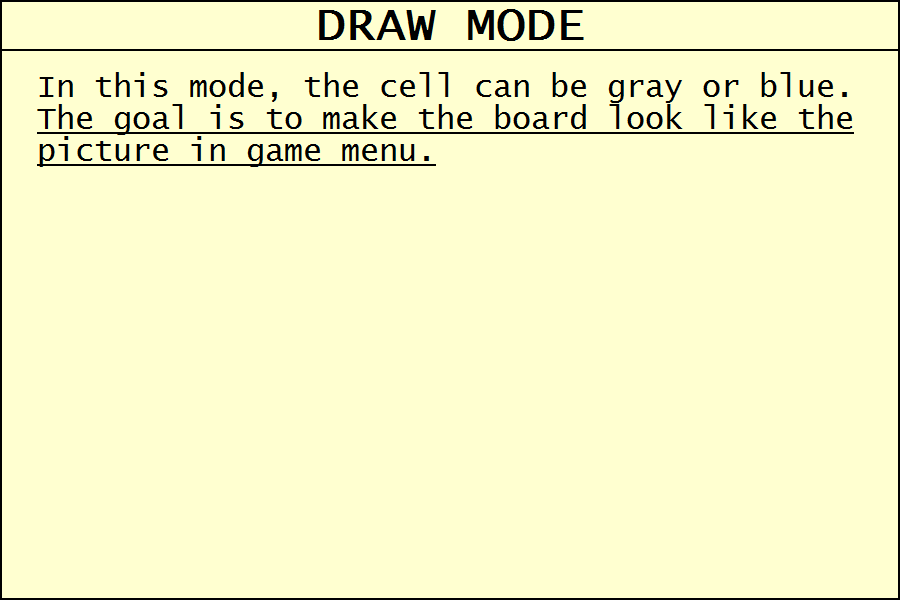 DRAW MODE
In this mode, the cell can be gray or blue.
The goal is to make the board look like the
picture in game menu.